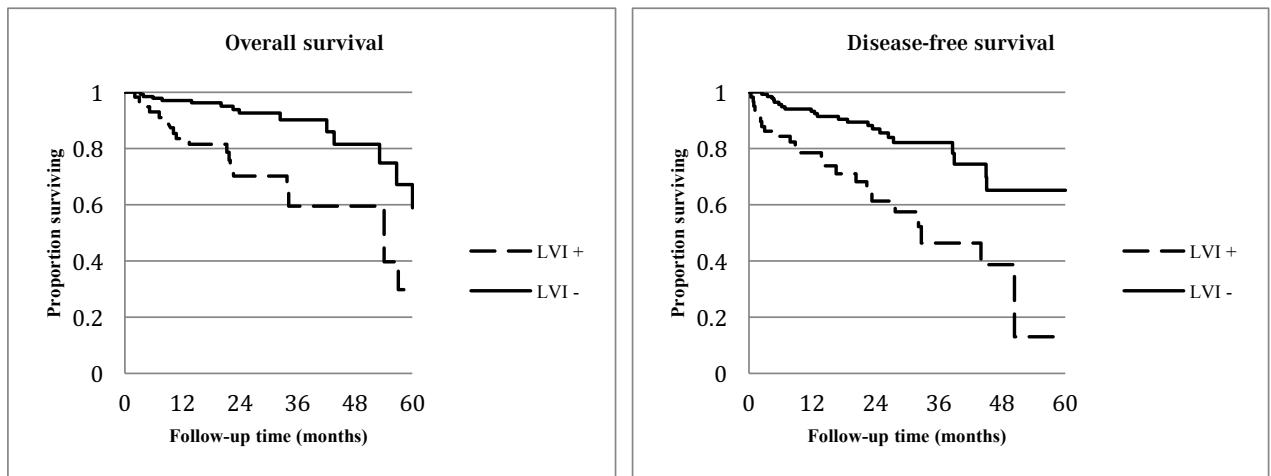 Overall survival
Proportion surviving
1
0.8
0.6
0.4
0.2
0
0 12 24 36 48 60
Follow-up time (months)
LVI +
LVI -
Disease-free survival
Proportion surviving
1
0.8
0.6
0.4
0.2
0
0 12 24 36 48 60
Follow-up time (months)
LVI +
LVI -